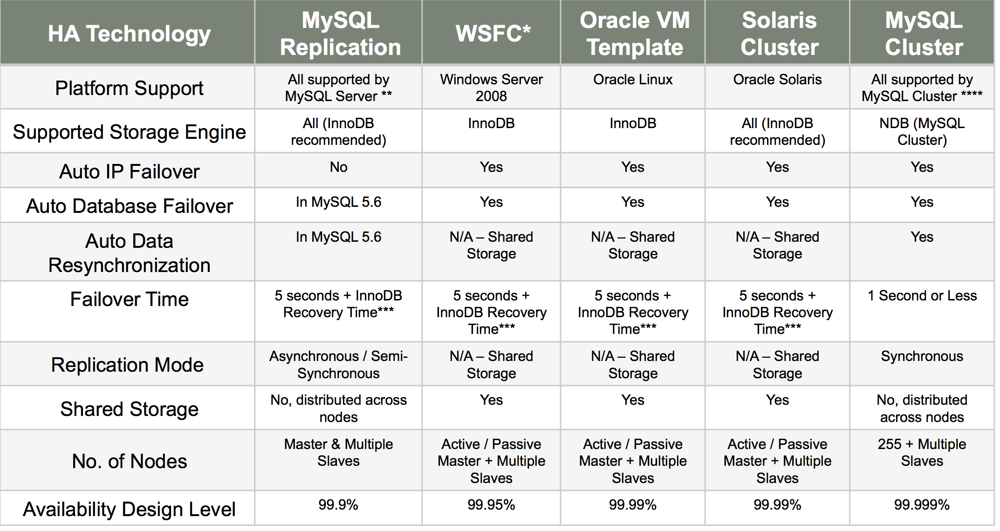 HA Technology
MySQL
Replication
WSFC*
Oracle VM
Template
Solaris
Cluster
MySQL
Cluster
Platform Support
All supported by
MySQL Server **
Windows Server
2008
Oracle Linux
Oracle Solaris
All supported by
MySQL Cluster ****
Supported Storage Engine
All (InnoDB
recommended)
InnoDB
InnoDB
All (InnoDB
recommended)
NDB (MySQL
Cluster)
Auto IP Failover
No
Yes
Yes
Yes
Yes
Auto Database Failover
In MySQL 5.6
Yes
Yes
Yes
Yes
Auto Data
Resynchronization
In MySQL 5.6
N/A – Shared
Storage
N/A – Shared
Storage
N/A – Shared
Storage
Yes
Failover Time
5 seconds + InnoDB
Recovery Time***
5 seconds +
InnoDB Recovery
Time***
5 seconds +
InnoDB Recovery
Time***
5 seconds +
InnoDB Recovery
Time***
1 Second or Less
Replication Mode
Asynchronous / Semi-
Synchronous
N/A – Shared
Storage
N/A – Shared
Storage
N/A – Shared
Storage
Synchronous
Shared Storage
No, distributed across
nodes
Yes
Yes
Yes
No, distributed
across nodes
No. of Nodes
Master & Multiple
Slaves
Active / Passive
Master + Multiple
Slaves
Active / Passive
Master + Multiple
Slaves
Active / Passive
Master + Multiple
Slaves
255 + Multiple
Slaves
Availability Design Level
99.9%
99.95%
99.99%
99.99%
99.999%